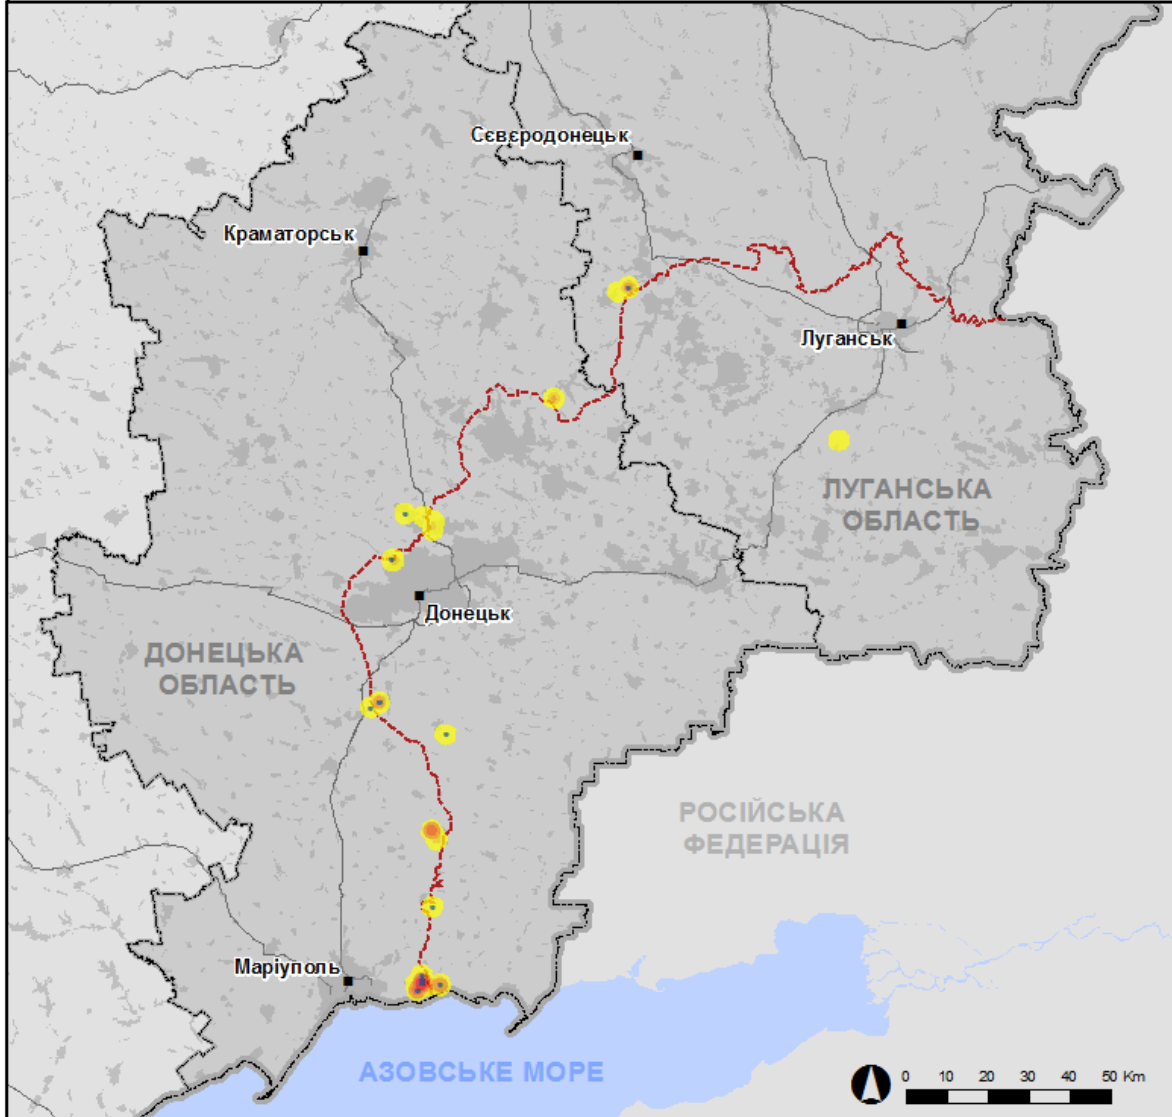 Сєвєродонецьк
Краматорськ
Луганськ
ЛУГАНСЬКА
ОБЛАСТЬ
Донецьк
ДОНЕЦЬКА
ОБЛАСТЬ
РОСІЙСЬКА
ФЕДЕРАЦІЯ
Маріуполь
АЗОВСЬКЕ МОРЕ
0 10 20 30 40 50 Km